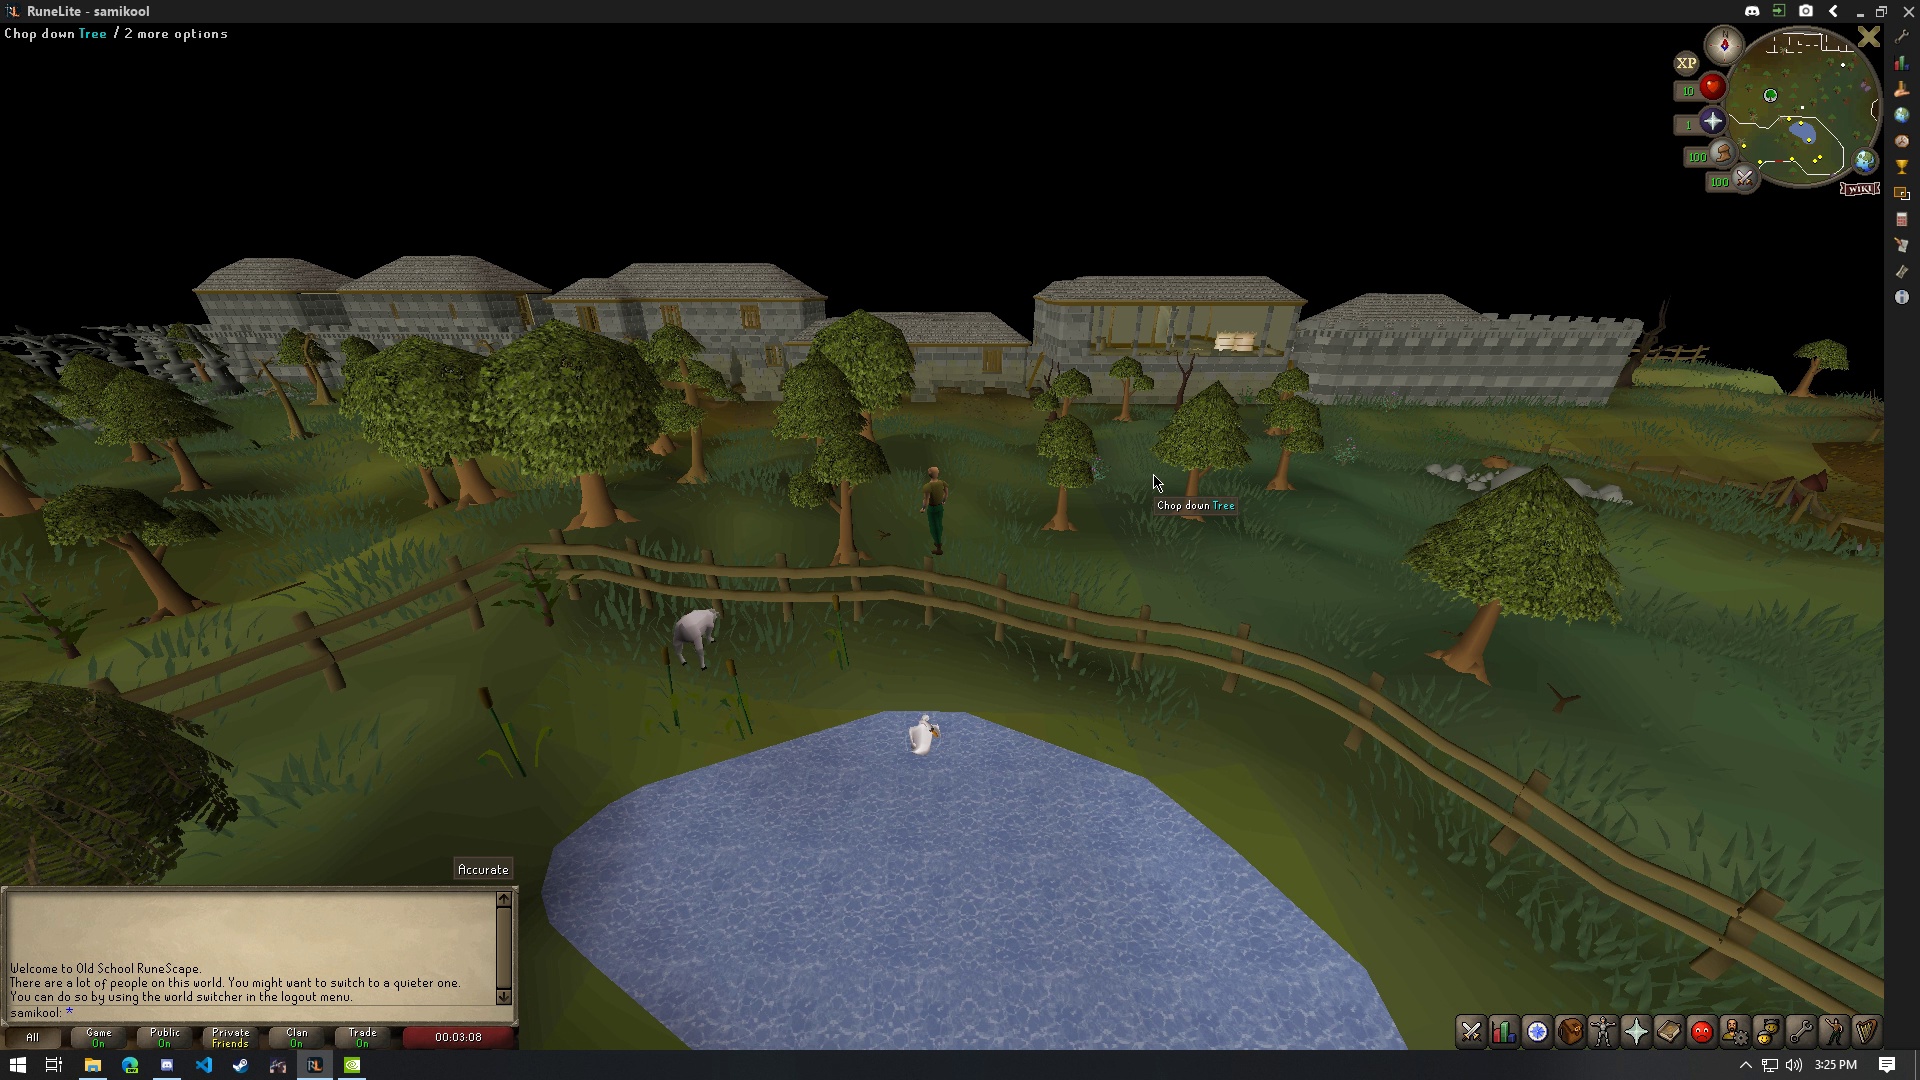 RuneLite - samikool
Chop down Tree / 2 more options
N
XP
10
1
100
100
WIKI
Chop down Tree
Accurate
Welcome to Old School RuneScape.
There are a lot of people on this world. You might want to switch to a quieter one.
You can do so by using the world switcher in the logout menu.
samikool: *
All
Game
On
Public
On
Private
Friends
Clan
On
Trade
On
00:03:08
3:25 PM